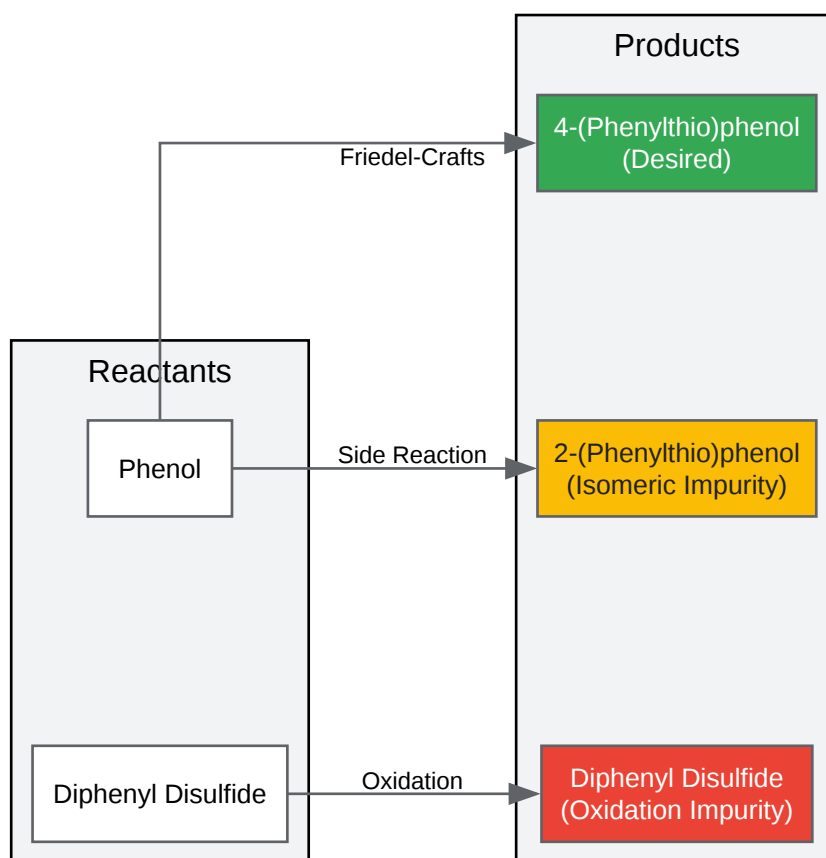 Products
4-(Phenylthio)phenol
(Desired)
Friedel-Crafts
Reactants
Phenol
Side Reaction
2-(Phenylthio)phenol
(Isomeric Impurity)
Diphenyl Disulfide
Oxidation
Diphenyl Disulfide
(Oxidation Impurity)